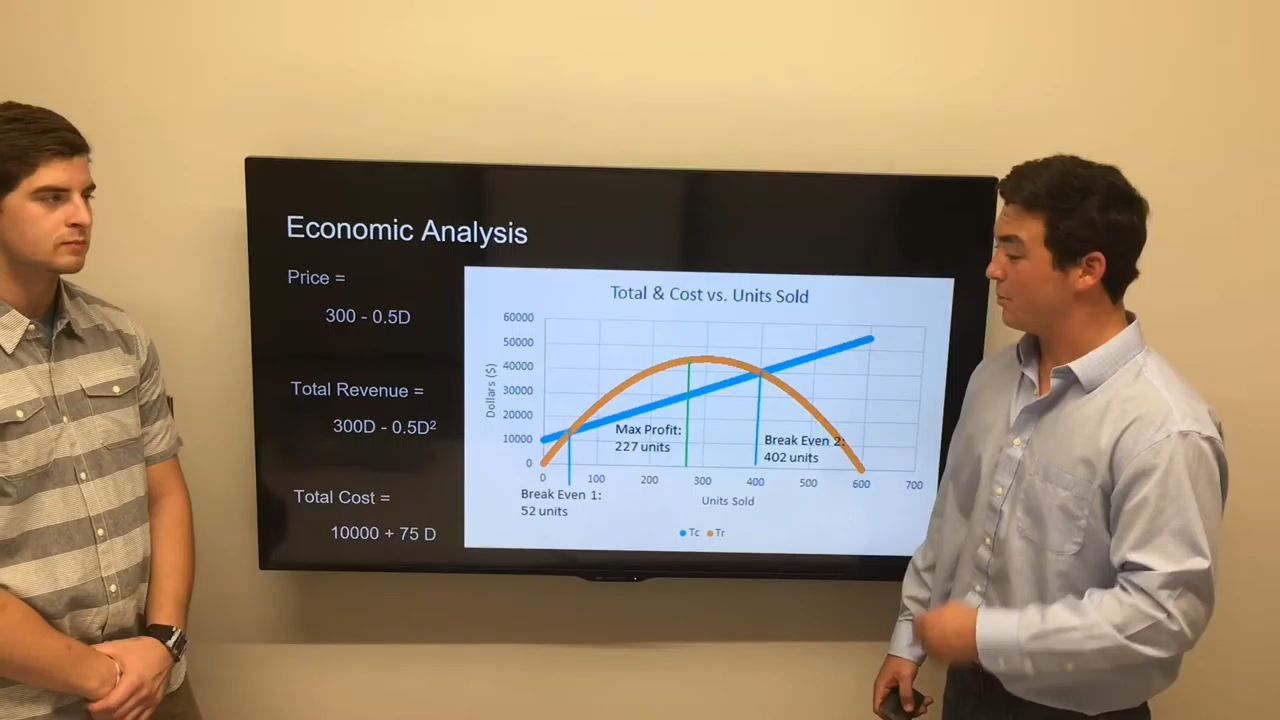 Economic Analysis
Price =
300 - 0.5D
Total Revenue =
300D - 0.5D²
Total Cost =
10000 + 75 D
Total & Cost vs. Units Sold
60000
50000
40000
30000
20000
10000
0
Dollars ($)
0 100 200 300 400 500 600 700
Units Sold
Max Profit:
227 units
Break Even 2:
402 units
Break Even 1:
52 units
Tc Tr